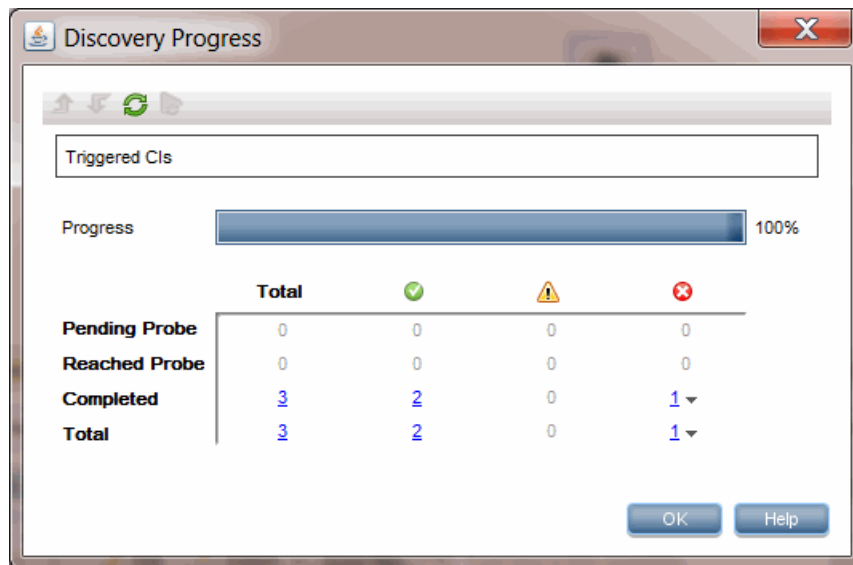 Discovery Progress
Triggered CIs
Progress 100%
Total
Pending Probe 0 0 0 0
Reached Probe 0 0 0 0
Completed 3 2 0 1
Total 3 2 0 1
OK Help